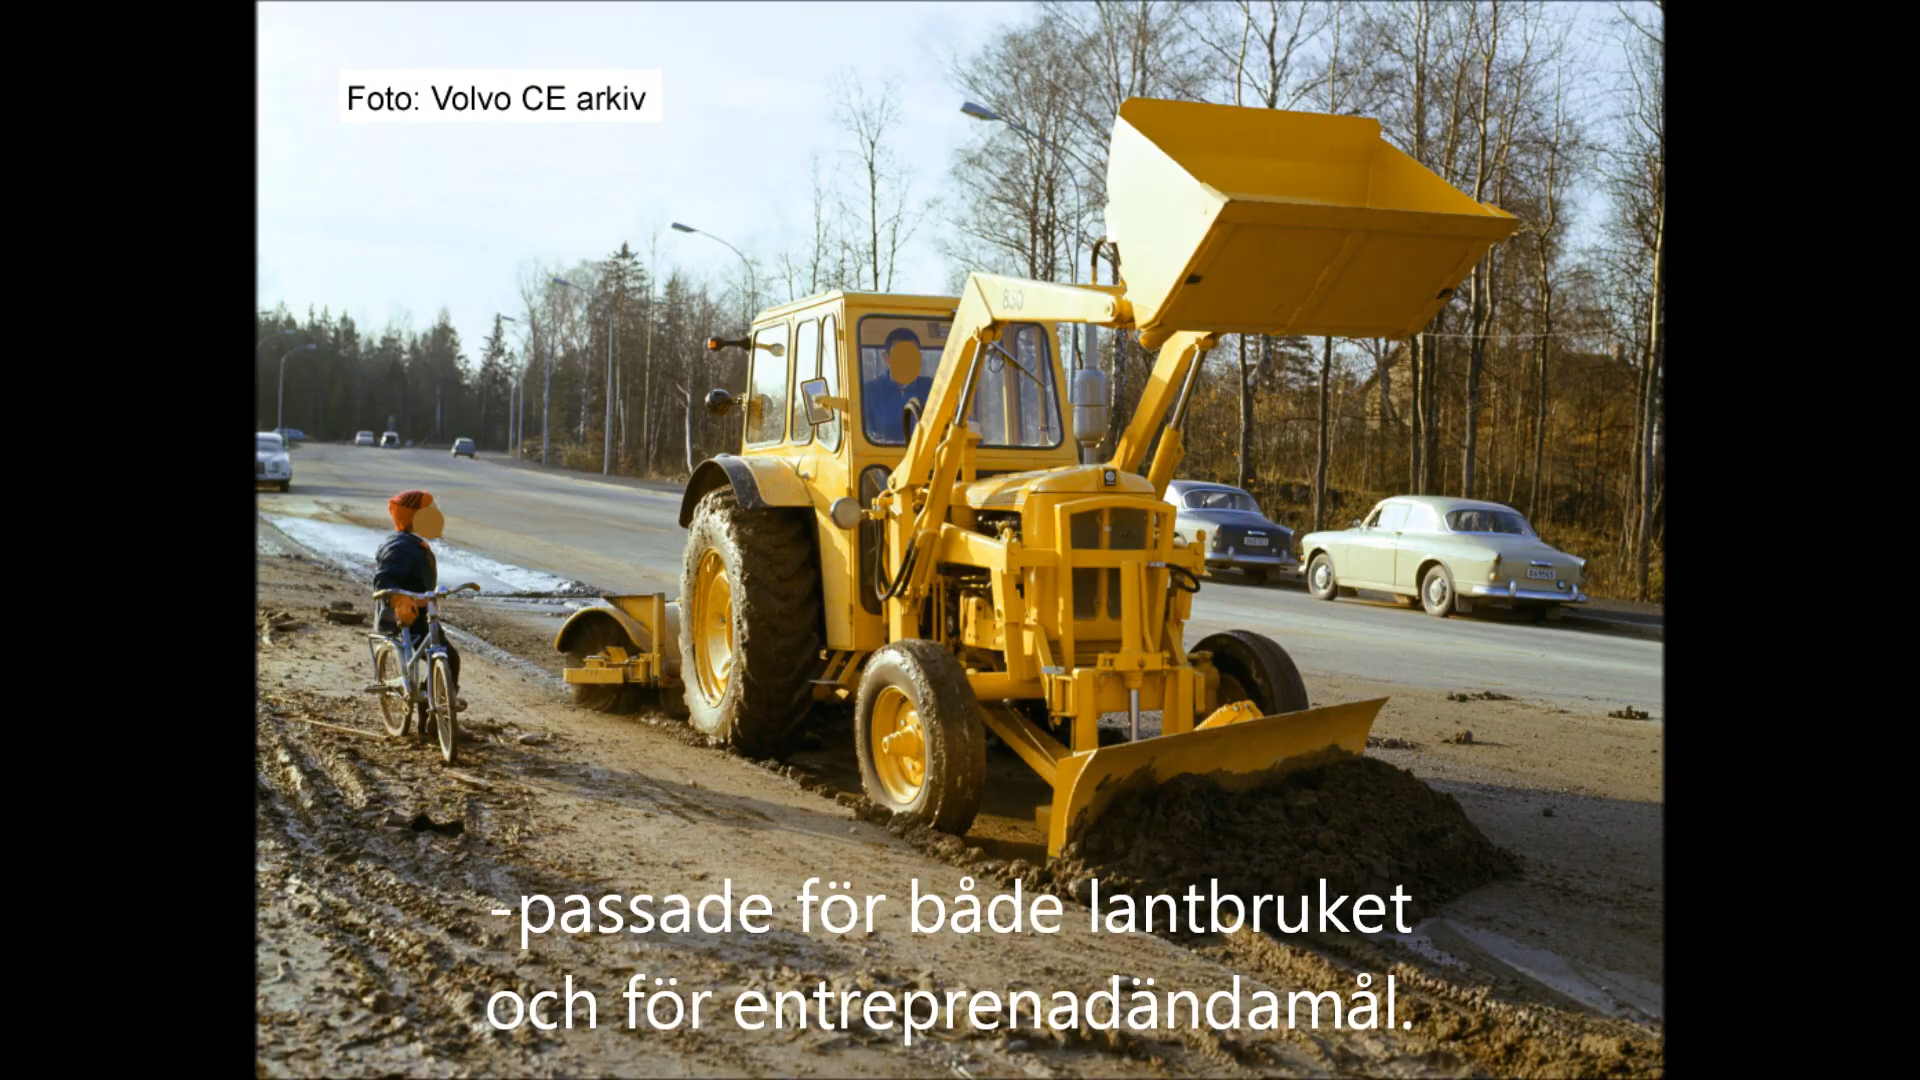 Foto: Volvo CE arkiv
-passade för både lantbruket
och för entreprenadändamål.